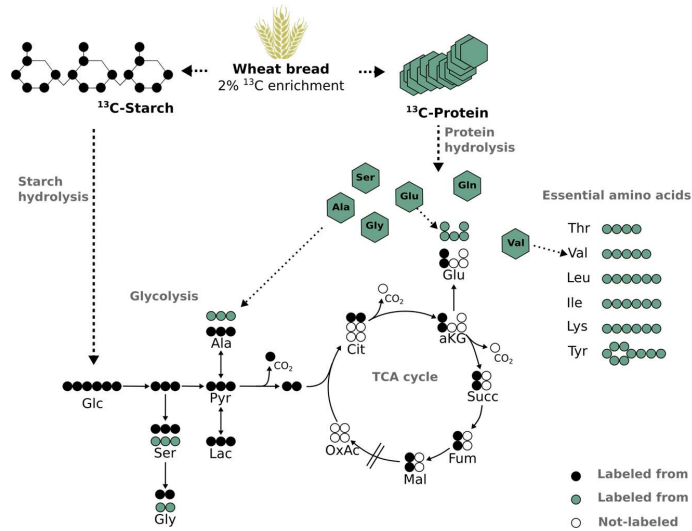 Wheat bread
2% ¹³C enrichment
¹³C-Starch
¹³C-Protein
Protein
hydrolysis
Starch
hydrolysis
Ser
Gln
Glu
Ala
Gly
Val
Essential amino acids
Thr
Val
Leu
Ile
Lys
Tyr
Glu
Glycolysis
Ala
CO₂
Cit
aKG
CO₂
CO₂
TCA cycle
Glc
Pyr
Succ
Ser
Lac
OxAc
Mal
Fum
Gly
Labeled from
Labeled from
Not-labeled